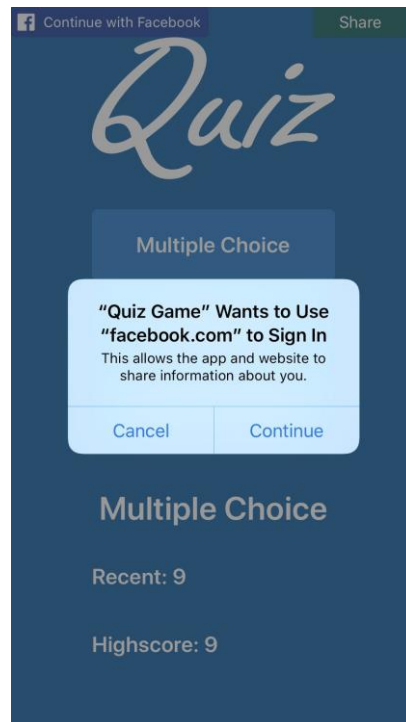 Continue with Facebook
Share
Quiz
Multiple Choice
“Quiz Game” Wants to Use
“facebook.com” to Sign In
This allows the app and website to
share information about you.
Cancel
Continue
Multiple Choice
Recent: 9
Highscore: 9